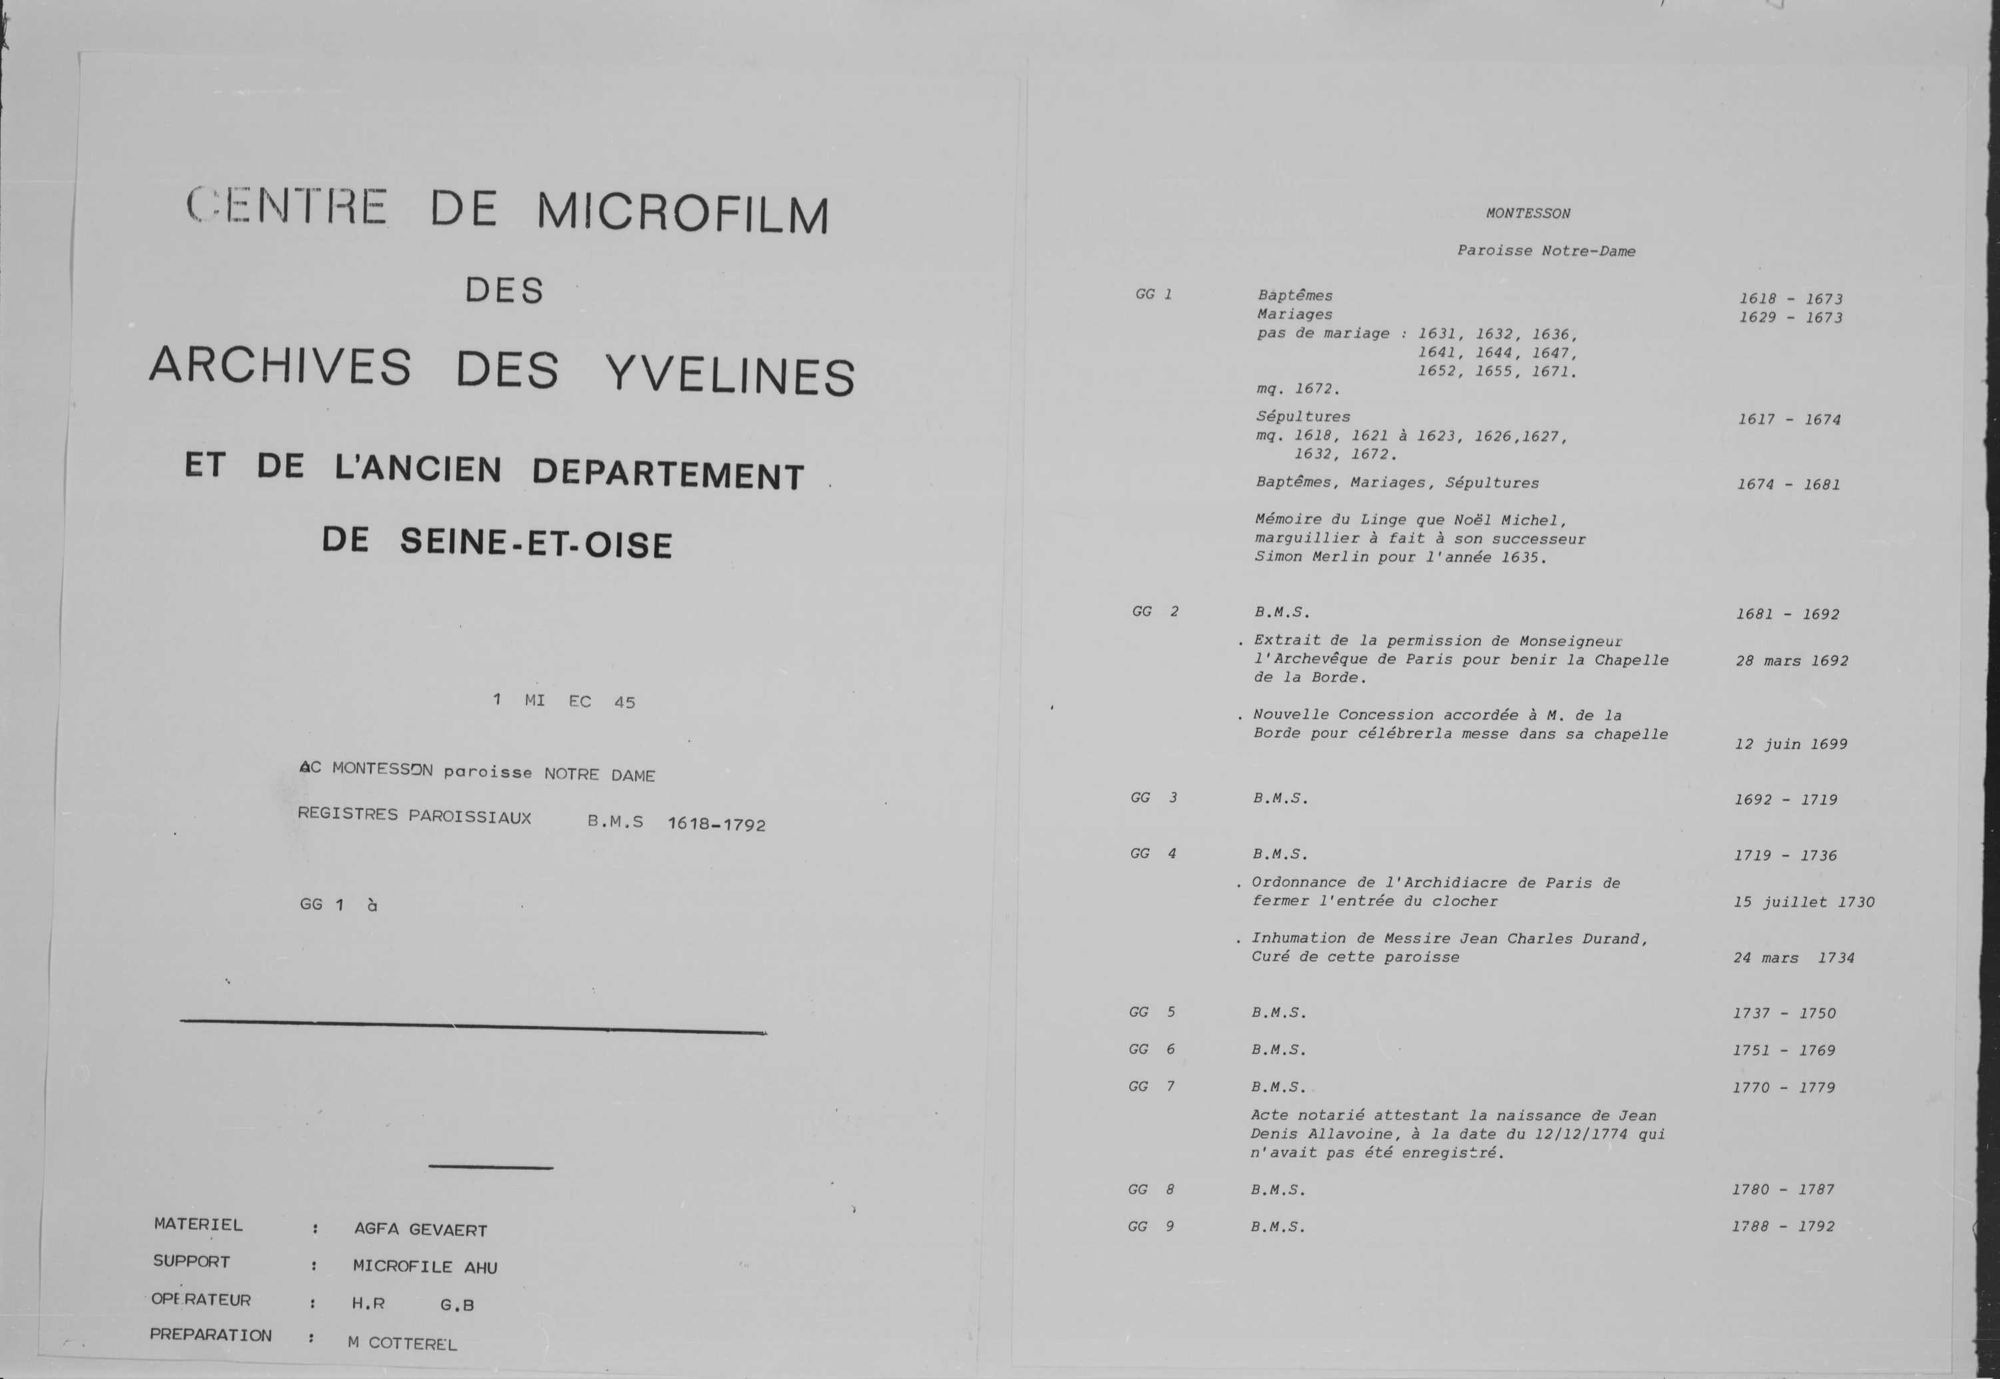 CENTRE DE MICROFILM
DES
ARCHIVES DES YVELINES
ET DE L'ANCIEN DEPARTEMENT
DE SEINE-ET-OISE
1 MI EC 45
AC MONTESSON paroisse NOTRE DAME
REGISTRES PAROISSIAUX B.M.S 1618-1792
GG 1 à
MATERIEL : AGFA GEVAERT
SUPPORT : MICROFILE AHU
OPERATEUR : H.R G.B
PREPARATION : M COTTEREL
MONTESSON
Paroisse Notre-Dame
GG 1 Baptêmes 1618 - 1673
Mariages 1629 - 1673
pas de mariage : 1631, 1632, 1636,
1641, 1644, 1647,
1652, 1655, 1671.
mq. 1672.
Sépultures 1617 - 1674
mq. 1618, 1621 à 1623, 1626,1627,
1632, 1672.
Baptêmes, Mariages, Sépultures 1674 - 1681
Mémoire du Linge que Noël Michel,
marguillier à fait à son successeur
Simon Merlin pour l'année 1635.
GG 2 B.M.S. 1681 - 1692
. Extrait de la permission de Monseigneur
l'Archevêque de Paris pour benir la Chapelle 28 mars 1692
de la Borde.
. Nouvelle Concession accordée à M. de la
Borde pour célébrerla messe dans sa chapelle 12 juin 1699
GG 3 B.M.S. 1692 - 1719
GG 4 B.M.S. 1719 - 1736
. Ordonnance de l'Archidiacre de Paris de
fermer l'entrée du clocher 15 juillet 1730
. Inhumation de Messire Jean Charles Durand,
Curé de cette paroisse 24 mars 1734
GG 5 B.M.S. 1737 - 1750
GG 6 B.M.S. 1751 - 1769
GG 7 B.M.S. 1770 - 1779
Acte notarié attestant la naissance de Jean
Denis Allavoine, à la date du 12/12/1774 qui
n'avait pas été enregistré.
GG 8 B.M.S. 1780 - 1787
GG 9 B.M.S. 1788 - 1792